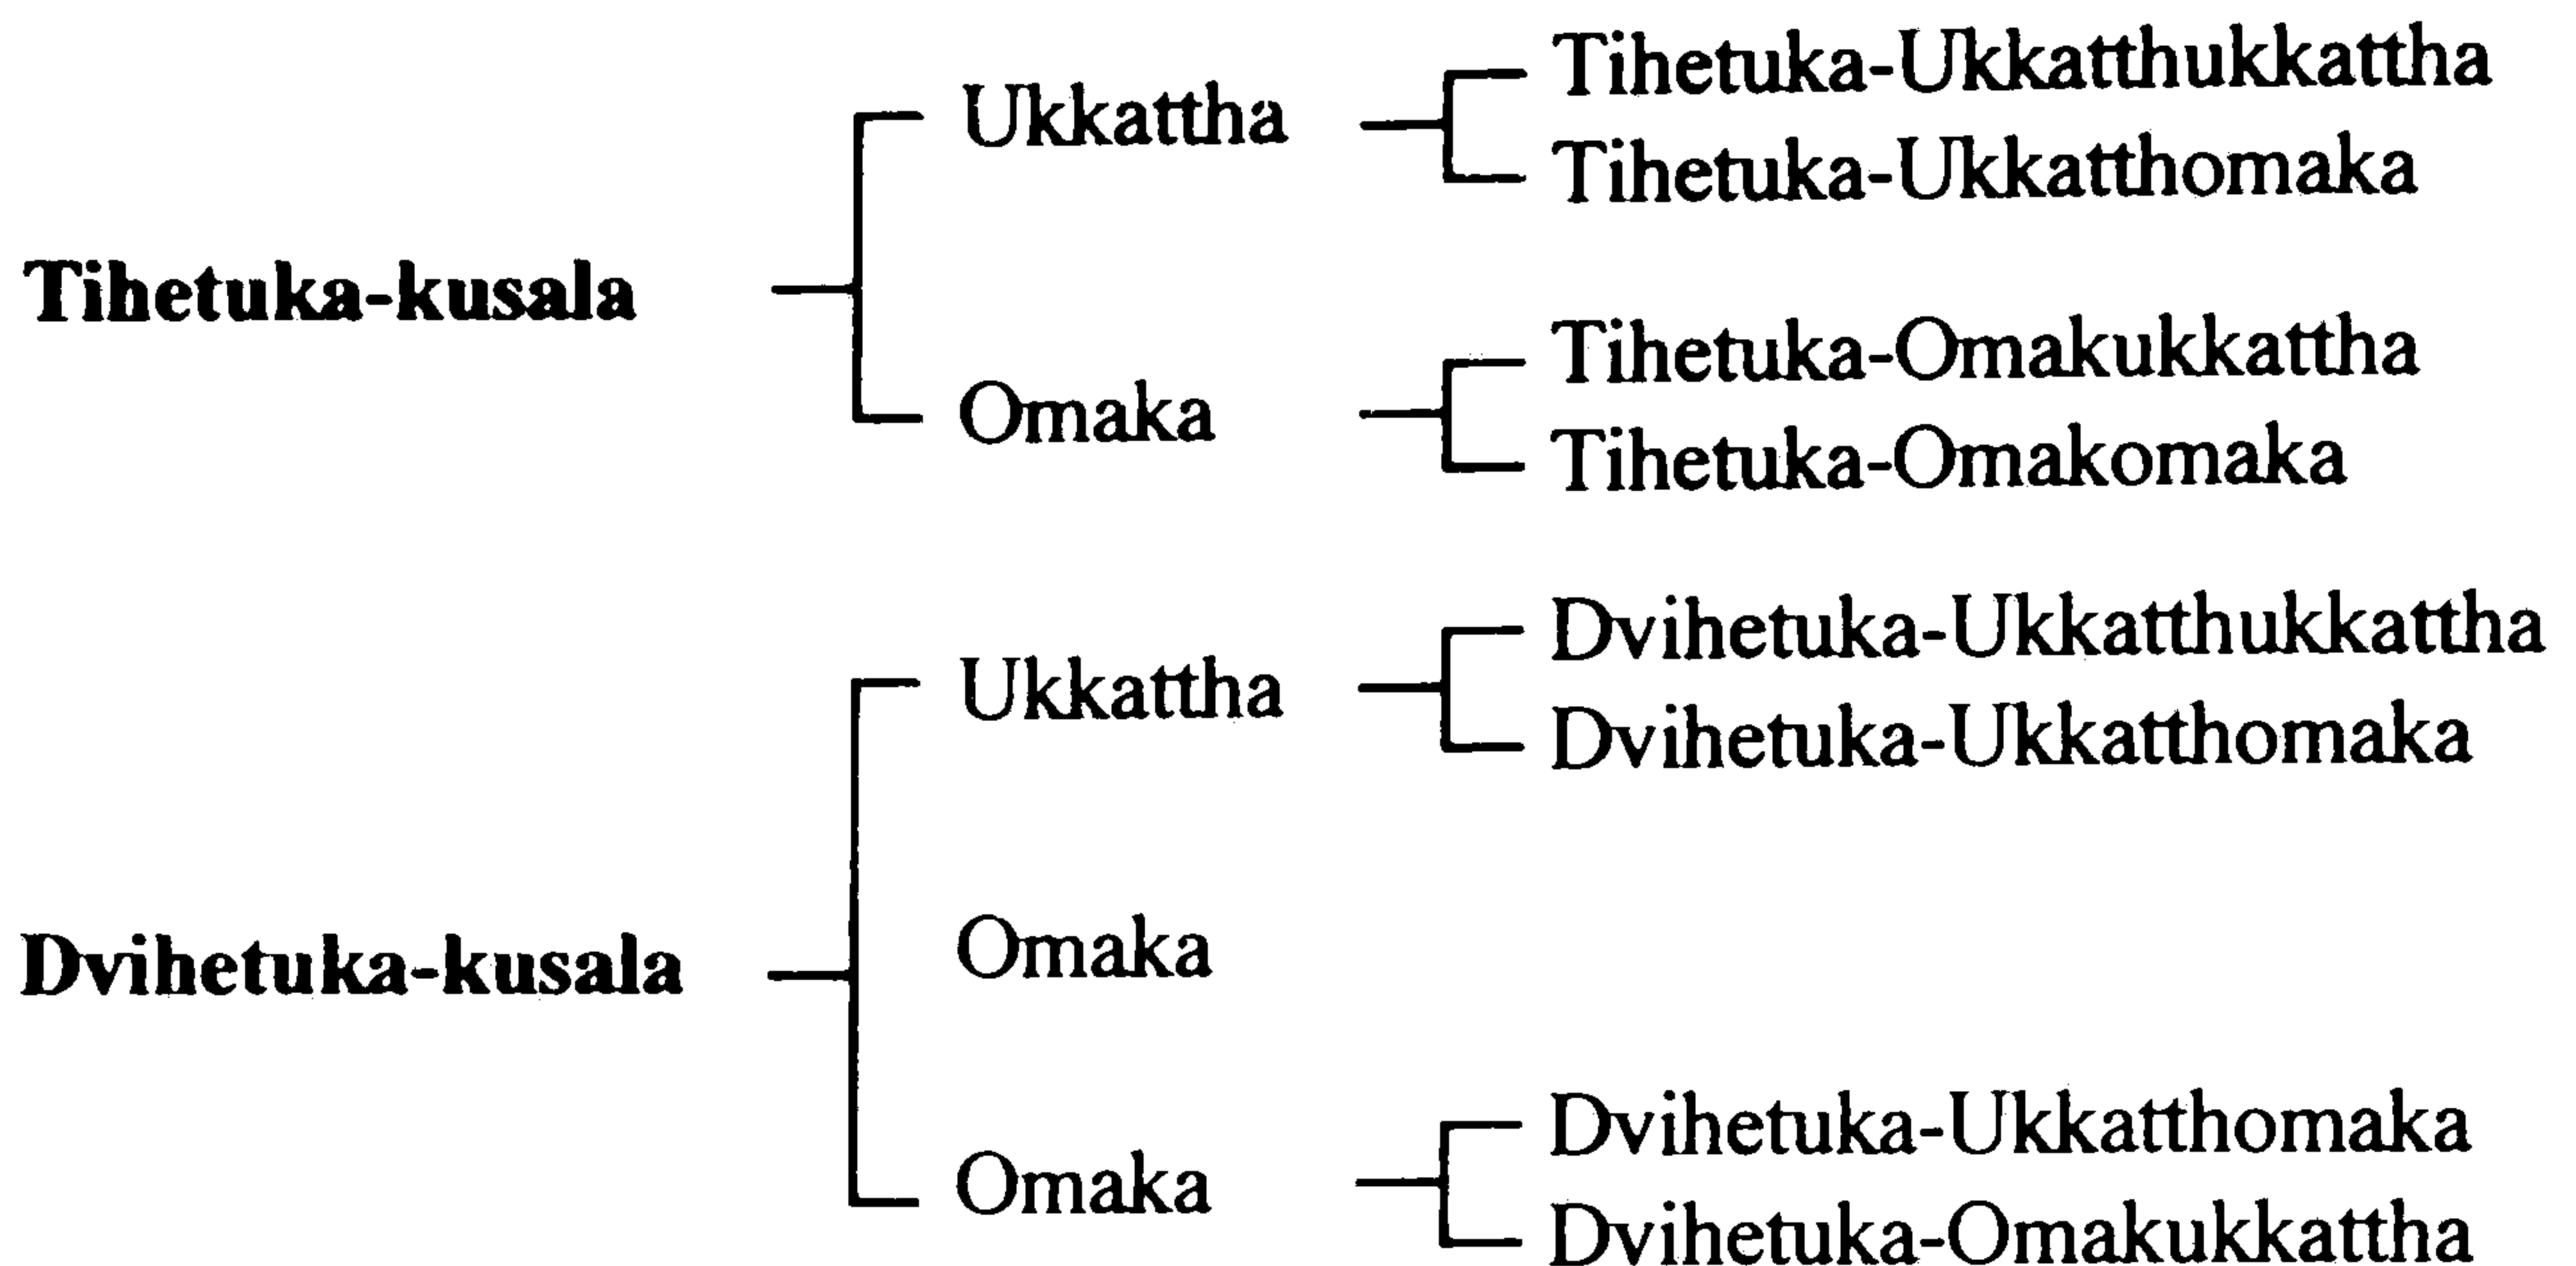 Tihetuka-kusala
Ukkattha
Tihetuka-Ukkatthukkattha
Tihetuka-Ukkatthomaka
Omaka
Tihetuka-Omakukkattha
Tihetuka-Omakomaka
Dvihetuka-kusala
Ukkattha
Dvihetuka-Ukkatthukkattha
Dvihetuka-Ukkatthomaka
Omaka
Omaka
Dvihetuka-Ukkatthomaka
Dvihetuka-Omakukkattha